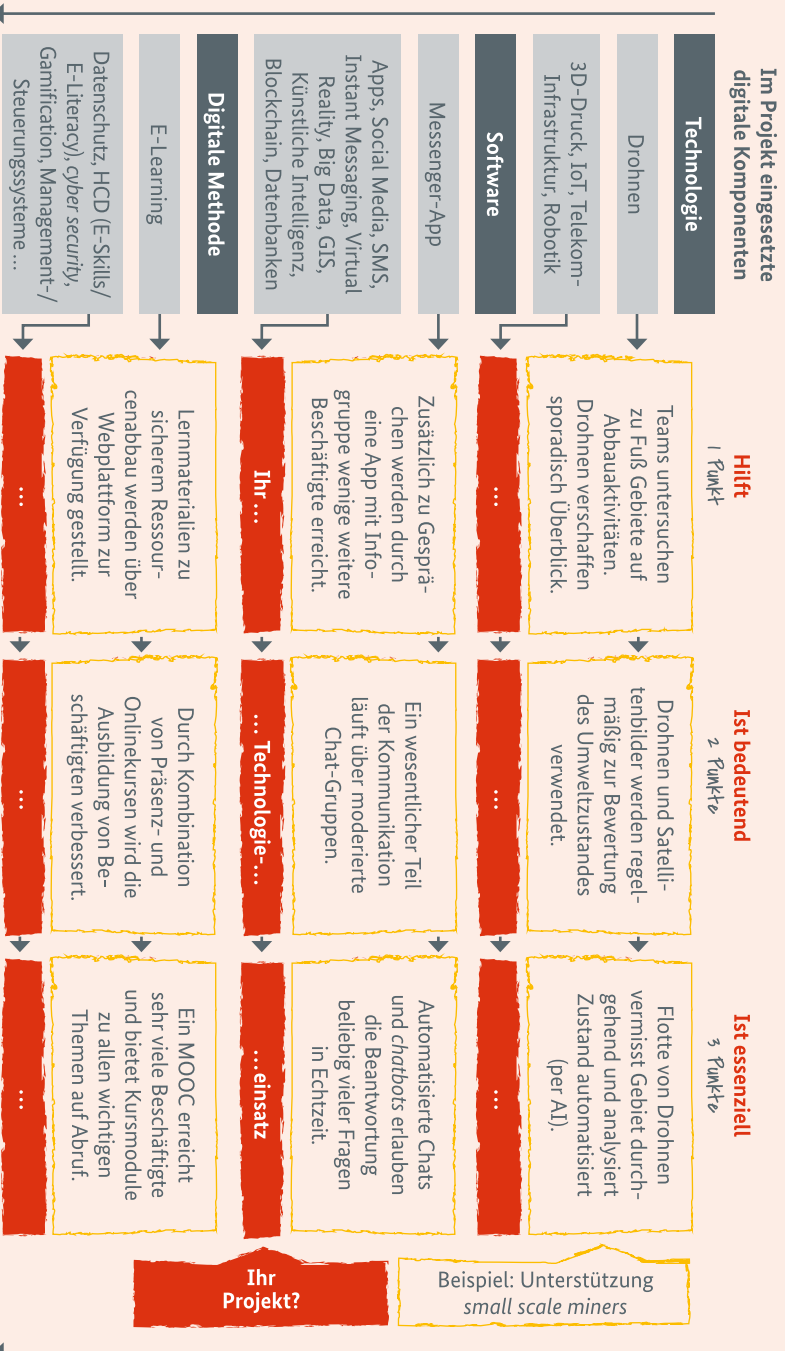 Im Projekt eingesetzte
digitale Komponenten
Hilft
1 Punkt
Ist bedeutend
2 Punkte
Ist essenziell
3 Punkte
Technologie
Drohnen
Teams untersuchen
zu Fuß Gebiete auf
Abbauaktivitäten.
Drohnen verschaffen
sporadisch Überblick.
Drohnen und Satelli-
tenbilder werden regel-
mäßig zur Bewertung
des Umweltzustandes
verwendet.
Flotte von Drohnen
vermisst Gebiet durch-
gehend und analysiert
Zustand automatisiert
(per AI).
3D-Druck, IoT, Telekom-
Infrastruktur, Robotik
...
...
...
Software
Messenger-App
Zusätzlich zu Gesprä-
chen werden durch
eine App mit Info-
gruppe wenige weitere
Beschäftigte erreicht.
Ein wesentlicher Teil
der Kommunikation
läuft über moderierte
Chat-Gruppen.
Automatisierte Chats
und chatbots erlauben
die Beantwortung
beliebig vieler Fragen
in Echtzeit.
Apps, Social Media, SMS,
Instant Messaging, Virtual
Reality, Big Data, GIS,
Künstliche Intelligenz,
Blockchain, Datenbanken
Ihr ...
... Technologie-...
...einsatz
Digitale Methode
E-Learning
Lernmaterialien zu
sicherem Ressour-
cenabbau werden über
Webplattform zur
Verfügung gestellt.
Durch Kombination
von Präsenz- und
Onlinekursen wird die
Ausbildung von Be-
schäftigten verbessert.
Ein MOOC erreicht
sehr viele Beschäftigte
und bietet Kursmodule
zu allen wichtigen
Themen auf Abruf.
Datenschutz, HCD (E-Skills/
E-Literacy), cyber security,
Gamification, Management-/
Steuerungssysteme ...
...
...
...
Beispiel: Unterstützung
small scale miners
Ihr
Projekt?